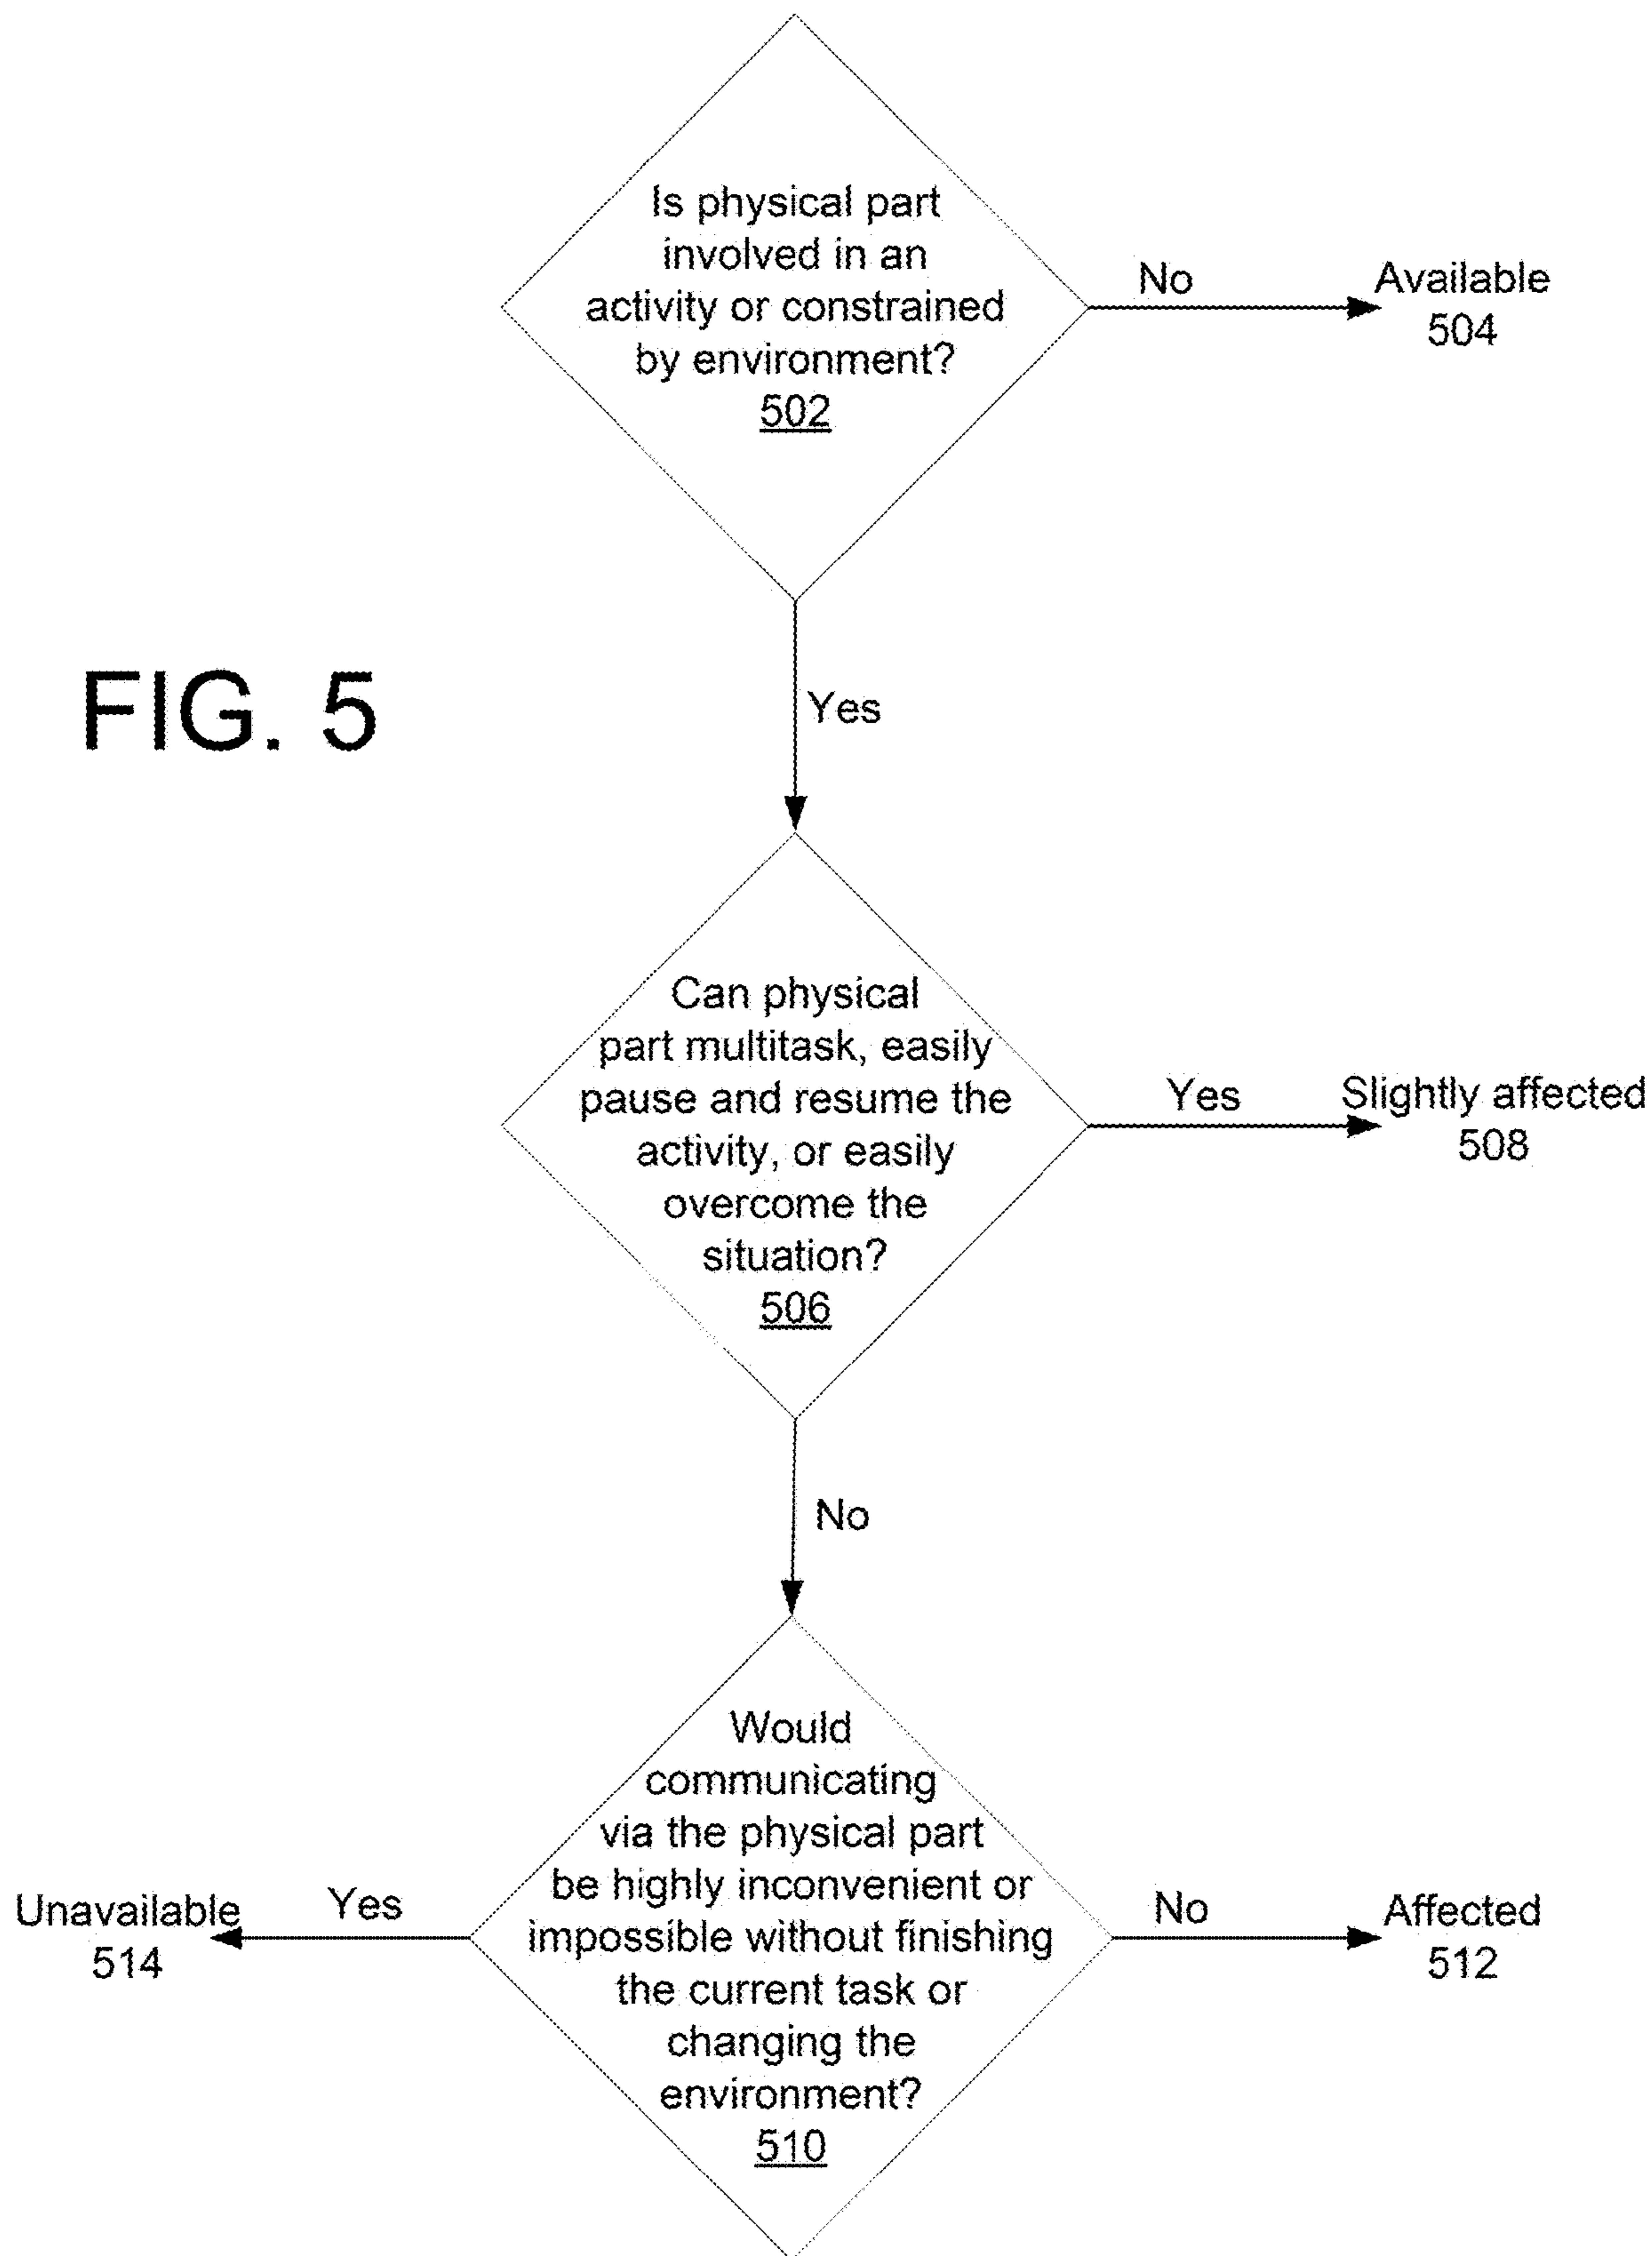 Is physical part
involved in an
activity or constrained
by environment?
502
No
Available
504
FIG. 5
Yes
Can physical
part multitask, easily
pause and resume the
activity, or easily
overcome the
situation?
506
Yes
Slightly affected
508
No
Would
communicating
via the physical part
be highly inconvenient or
impossible without finishing
the current task or
changing the
environment?
510
Yes
Unavailable
514
No
Affected
512